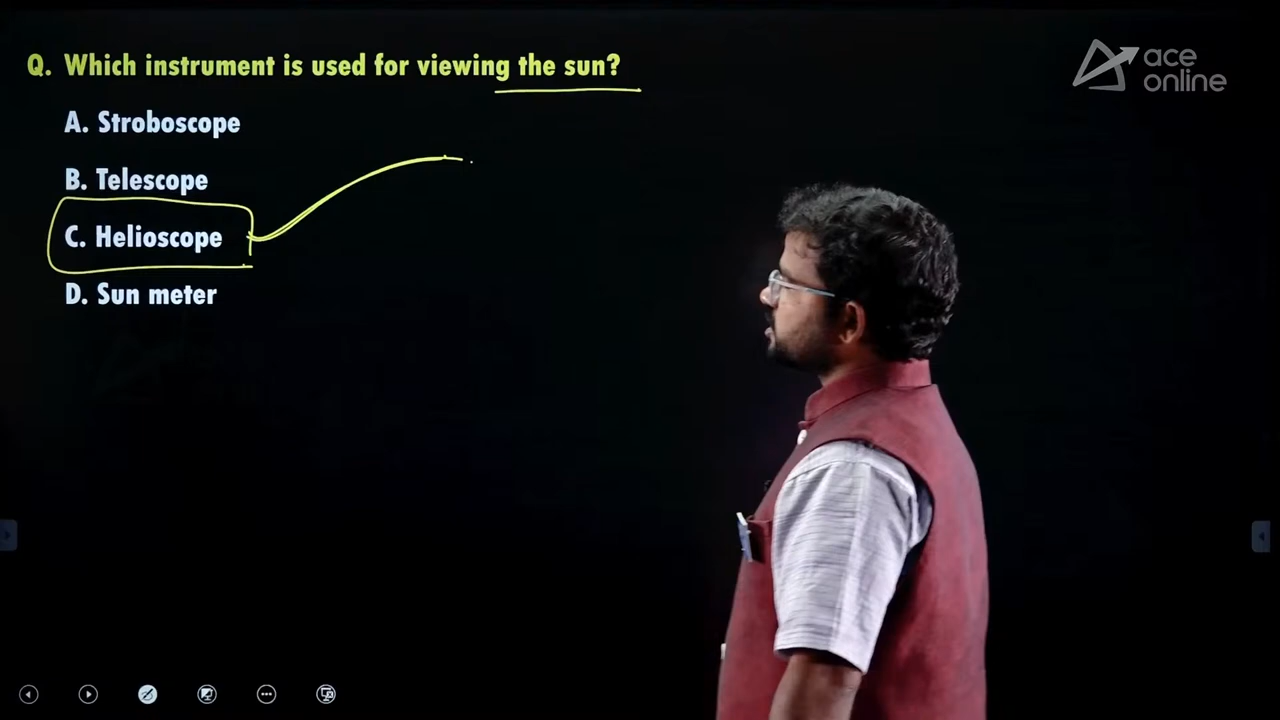 Q. Which instrument is used for viewing the sun?
ace
online
A. Stroboscope
B. Telescope
C. Helioscope
D. Sun meter